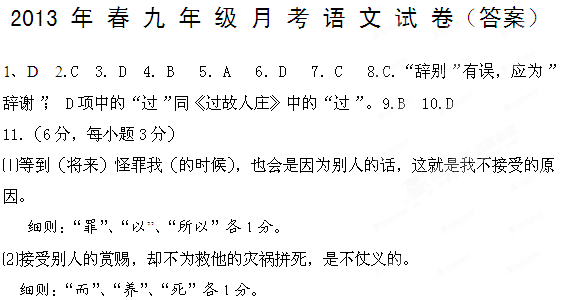 2013 年 春 九 年 级 月 考 语 文 试 卷（答案）
1、D 2.C 3. D 4. B 5. A 6. D 7. C 8.C.“辞别”有误，应为”
辞谢”； D项中的“过”同《过故人庄》中的“过”。9.B 10.D
11.（6分，每小题3分）
⑴等到（将来）怪罪我（的时候），也会是因为别人的话，这就是我不接受的原
因。
细则：“罪”、“以”、“所以”各1分。
⑵接受别人的赏赐，却不为救他的灾祸拼死，是不仗义的。
细则：“而”、“养”、“死”各1分。